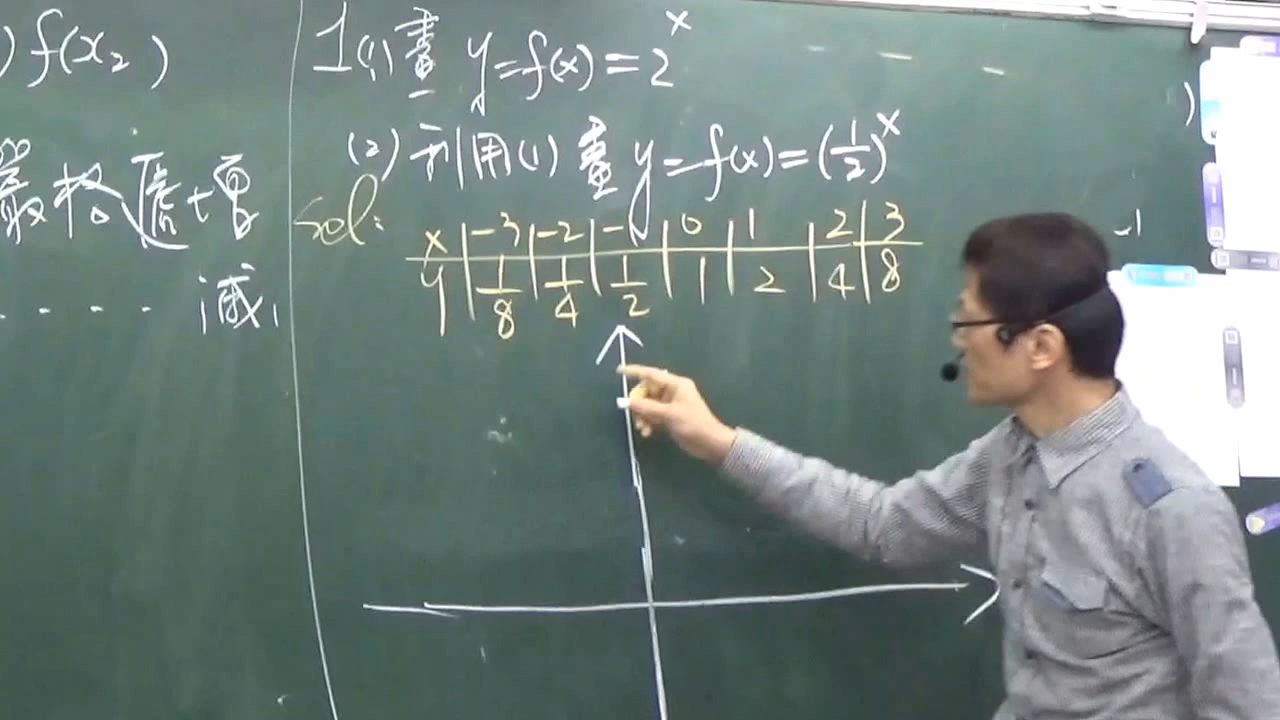 ) f(x₂)
嚴格遞增
. . . . . . 減
1(1) 畫 y=f(x)=2^x
(2) 利用(1) 畫 y=f(x)=(1/2)^x
Sol:
x | -3 | -2 | -1 | 0 | 1 | 2 | 3
y | 1/8 | 1/4 | 1/2 | 1 | 2 | 4 | 8